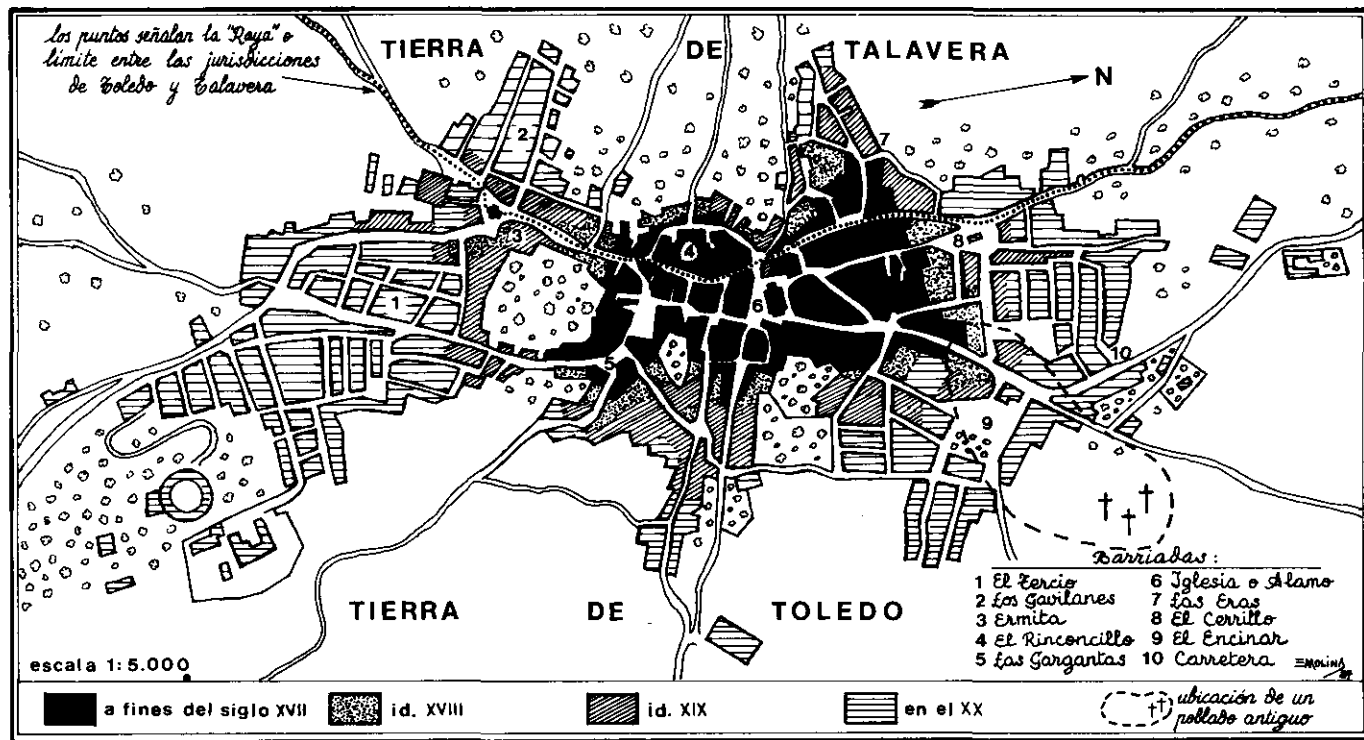 los puntos señalan la "Raya" o
límite entre las jurisdicciones
de Toledo y Talavera
TIERRA DE TALAVERA
N
2
7
3
4
8
1
6
5
10
9
TIERRA DE TOLEDO
Barriadas:
1 El Tercio
2 Los Gavilanes
3 Ermita
4 El Rinconcillo
5 Las Gargantas
6 Iglesia o Alamo
7 Las Eras
8 El Cerrillo
9 El Encinar
10 Carretera
E MOLINA
escala 1:5.000
a fines del siglo XVII
id. XVIII
id. XIX
en el XX
ubicación de un
poblado antiguo